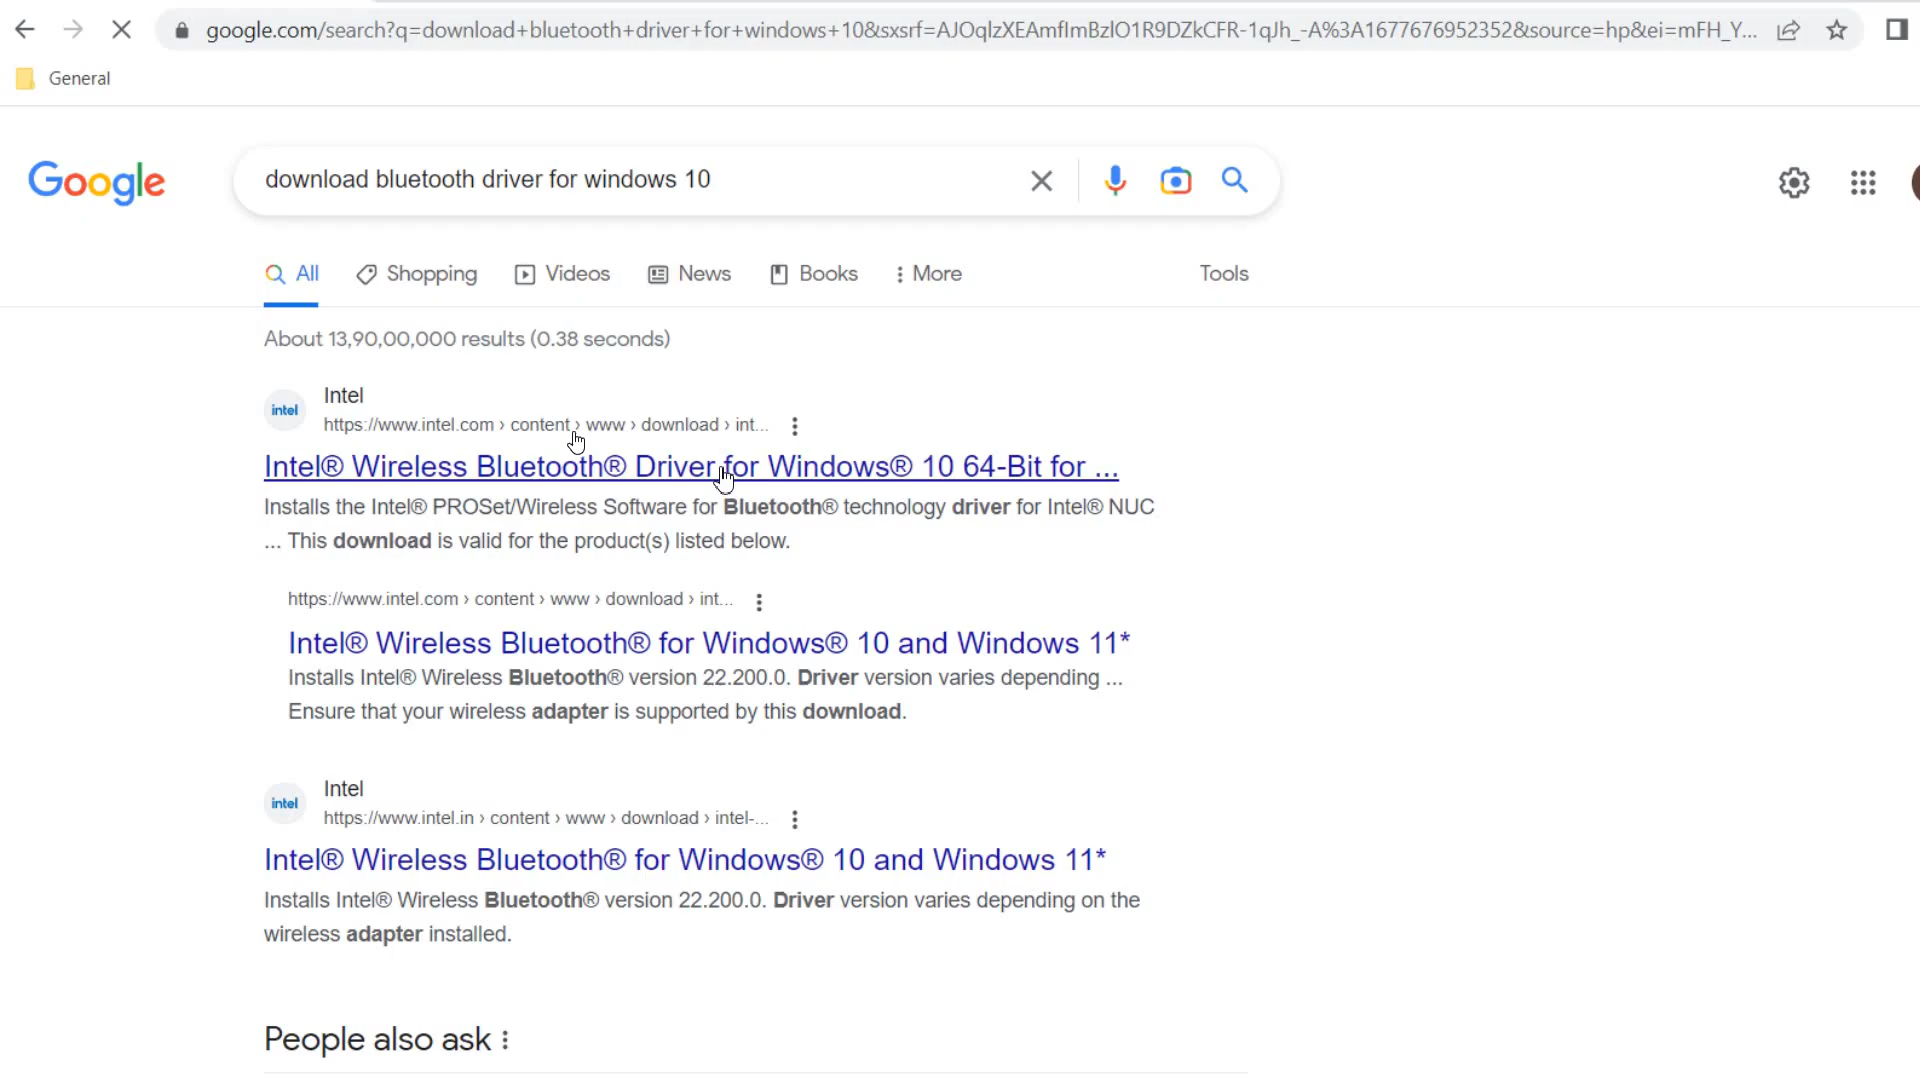 google.com/search?q=download+bluetooth+driver+for+windows+10&sxsrf=AJOqlzXEAmfImBzlO1R9DZkCFR-1qJh_-A%3A1677676952352&source=hp&ei=mFH_Y...
General
Google
download bluetooth driver for windows 10
All Shopping Videos News Books More Tools
About 13,90,00,000 results (0.38 seconds)
intel
Intel
https://www.intel.com › content › www › download › int...
Intel® Wireless Bluetooth® Driver for Windows® 10 64-Bit for ...
Installs the Intel® PROSet/Wireless Software for Bluetooth® technology driver for Intel® NUC
... This download is valid for the product(s) listed below.
https://www.intel.com › content › www › download › int...
Intel® Wireless Bluetooth® for Windows® 10 and Windows 11*
Installs Intel® Wireless Bluetooth® version 22.200.0. Driver version varies depending ...
Ensure that your wireless adapter is supported by this download.
intel
Intel
https://www.intel.in › content › www › download › intel-...
Intel® Wireless Bluetooth® for Windows® 10 and Windows 11*
Installs Intel® Wireless Bluetooth® version 22.200.0. Driver version varies depending on the
wireless adapter installed.
People also ask